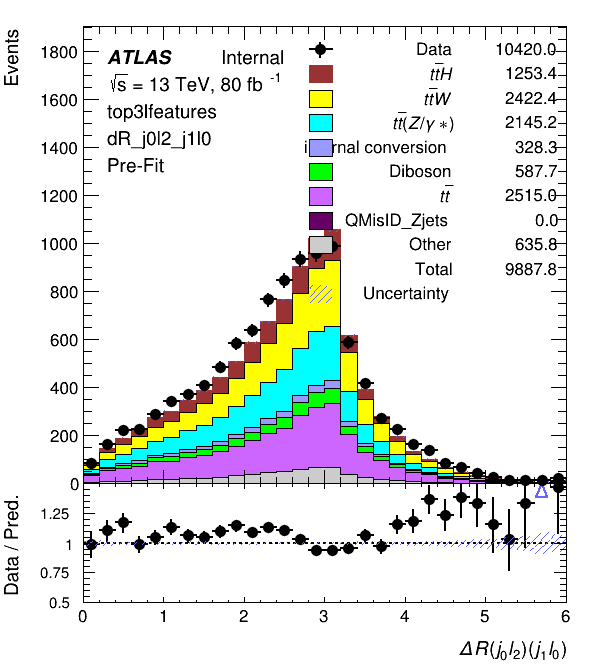 Events
1800
1600
1400
1200
1000
800
600
400
200
0
ATLAS Internal
√s = 13 TeV, 80 fb -1
top3lfeatures
dR_j0l2_j1l0
Pre-Fit
Data 10420.0
tt̄H 1253.4
tt̄W 2422.4
tt̄(Z/γ*) 2145.2
conversion 328.3
Diboson 587.7
tt̄ 2515.0
QMisID_Zjets 0.0
Other 635.8
Total 9887.8
Uncertainty
Data / Pred.
1.25
1
0.75
0.5
0 1 2 3 4 5 6
ΔR(j₀l₂)(j₁l₀)